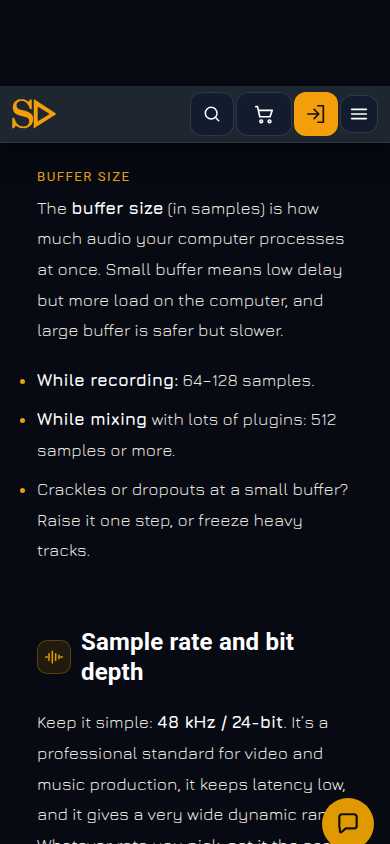 SD
BUFFER SIZE
The buffer size (in samples) is how
much audio your computer processes
at once. Small buffer means low delay
but more load on the computer, and
large buffer is safer but slower.
While recording: 64–128 samples.
While mixing with lots of plugins: 512
samples or more.
Crackles or dropouts at a small buffer?
Raise it one step, or freeze heavy
tracks.
Sample rate and bit
depth
Keep it simple: 48 kHz / 24-bit. It's a
professional standard for video and
music production, it keeps latency low,
and it gives a very wide dynamic